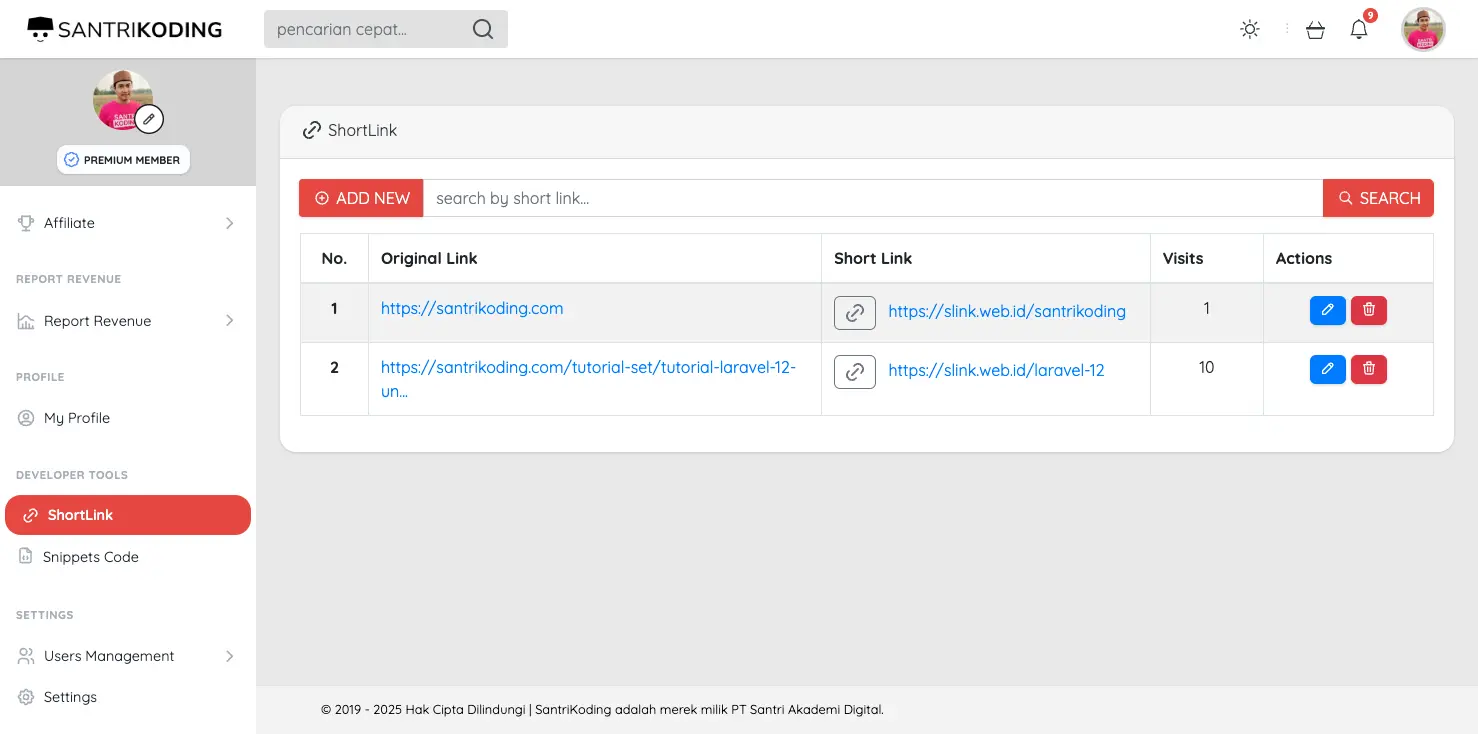 SANTRIKODING
pencarian cepat...
9
SANTRI
KODING
PREMIUM MEMBER
Affiliate
REPORT REVENUE
Report Revenue
PROFILE
My Profile
DEVELOPER TOOLS
ShortLink
Snippets Code
SETTINGS
Users Management
Settings
ShortLink
ADD NEW search by short link... SEARCH
No. Original Link Short Link Visits Actions
1 https://santrikoding.com https://slink.web.id/santrikoding 1
2 https://santrikoding.com/tutorial-set/tutorial-laravel-12- https://slink.web.id/laravel-12 10
un...
© 2019 - 2025 Hak Cipta Dilindungi | SantriKoding adalah merek milik PT Santri Akademi Digital.